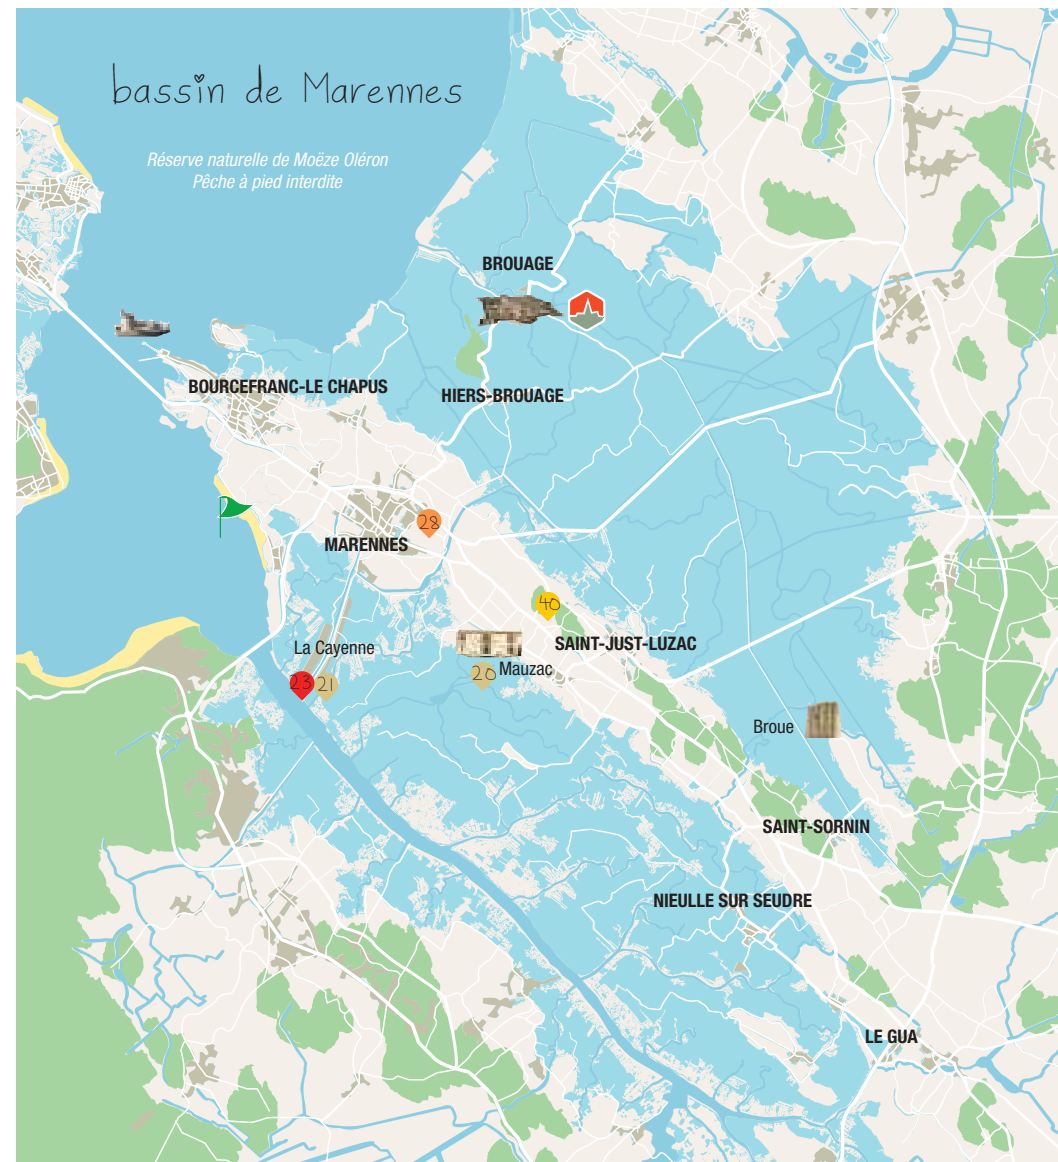 bassin de Marennes
Réserve naturelle de Moëze Oléron
Pêche à pied interdite
BROUAGE
BOURCEFRANC-LE CHAPUS
HIERS-BROUAGE
28
MARENNES
40
SAINT-JUST-LUZAC
La Cayenne
Mauzac
20
23
21
Broue
SAINT-SORNIN
NIEULLE SUR SEUDRE
LE GUA